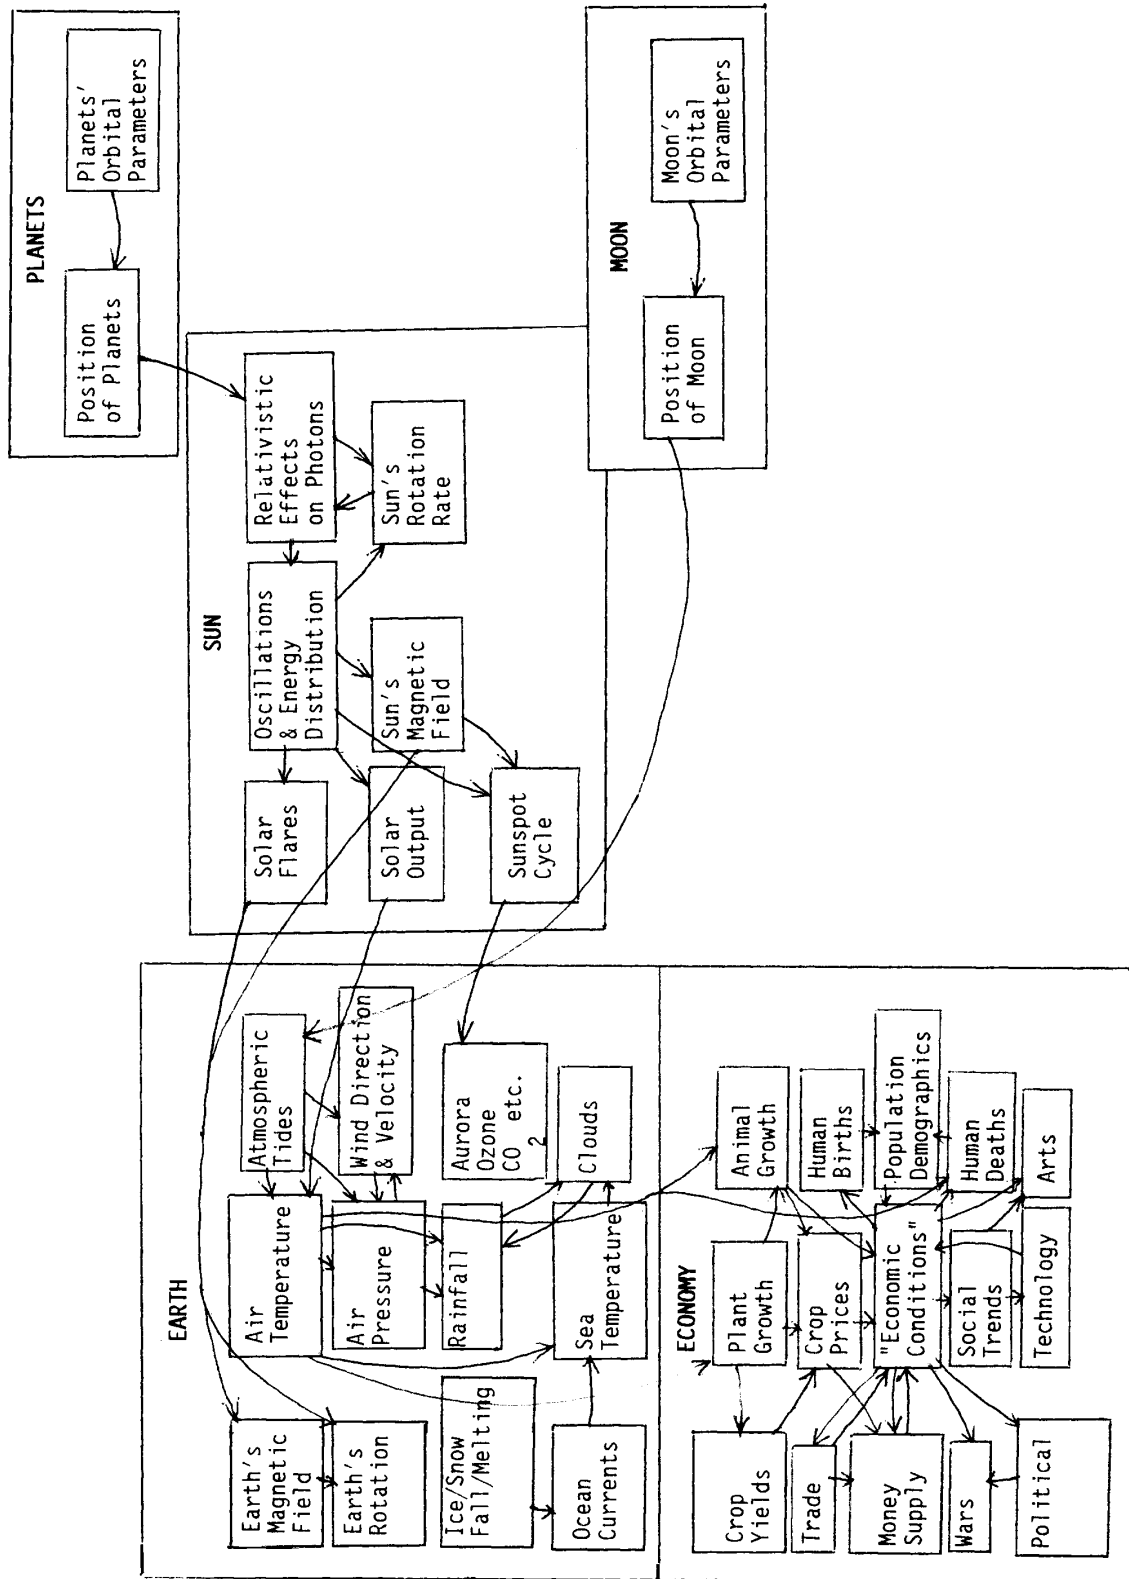 PLANETS
Planets'
Orbital
Parameters
Position
of Planets
SUN
Relativistic
Effects
on Photons
Sun's
Rotation
Rate
Oscillations
& Energy
Distribution
Sun's
Magnetic
Field
Solar
Flares
Solar
Output
Sunspot
Cycle
MOON
Moon's
Orbital
Parameters
Position
of Moon
EARTH
Atmospheric
Tides
Wind Direction
& Velocity
Aurora
Ozone
CO2 etc.
Clouds
Air
Temperature
Air
Pressure
Rainfall
Sea
Temperature
Earth's
Magnetic
Field
Earth's
Rotation
Ice/Snow
Fall/Melting
Ocean
Currents
ECONOMY
Animal
Growth
Human
Births
Population
Demographics
Human
Deaths
Arts
Plant
Growth
Crop
Prices
"Economic
Conditions"
Social
Trends
Technology
Crop
Yields
Trade
Money
Supply
Wars
Political